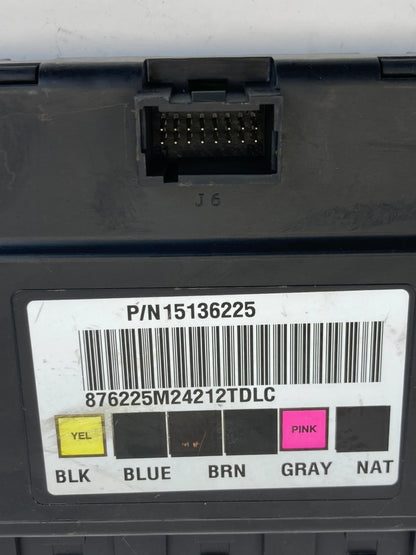 J6
P/N15136225
876225M24212TDLC
YEL PINK
BLK BLUE BRN GRAY NAT